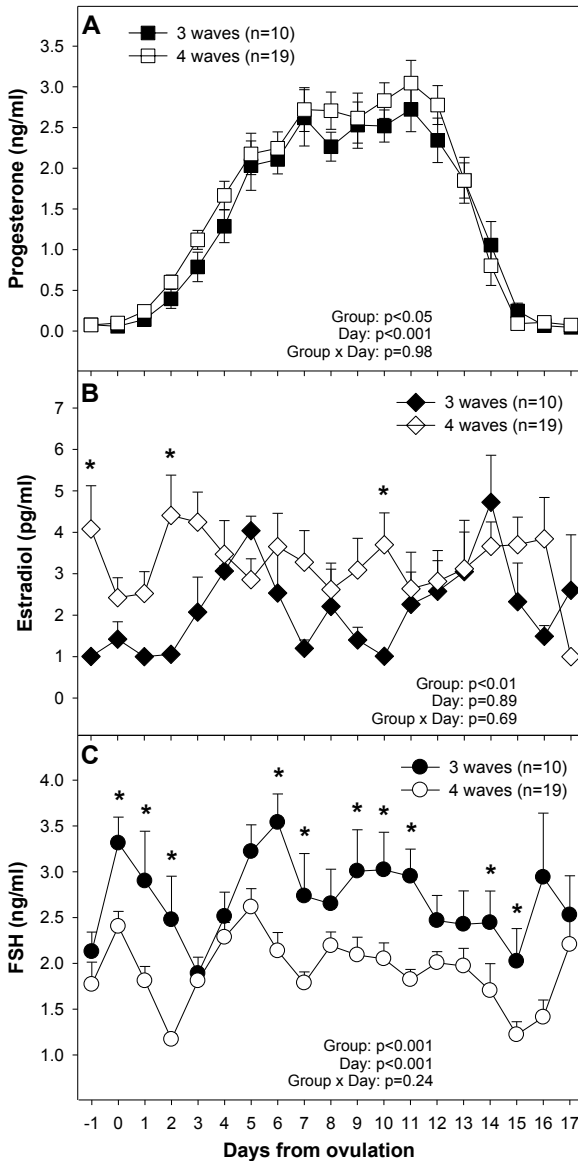 A
3 waves (n=10)
4 waves (n=19)
Progesterone (ng/ml)
3.5
3.0
2.5
2.0
1.5
1.0
0.5
0.0
Group: p<0.05
Day: p<0.001
Group x Day: p=0.98
B
3 waves (n=10)
4 waves (n=19)
Estradiol (pg/ml)
7
6
5
4
3
2
1
0
* * *
Group: p<0.01
Day: p=0.89
Group x Day: p=0.69
C
3 waves (n=10)
4 waves (n=19)
FSH (ng/ml)
4.0
3.5
3.0
2.5
2.0
1.5
1.0
* * * * * * * * * *
Group: p<0.001
Day: p<0.001
Group x Day: p=0.24
-1 0 1 2 3 4 5 6 7 8 9 10 11 12 13 14 15 16 17
Days from ovulation